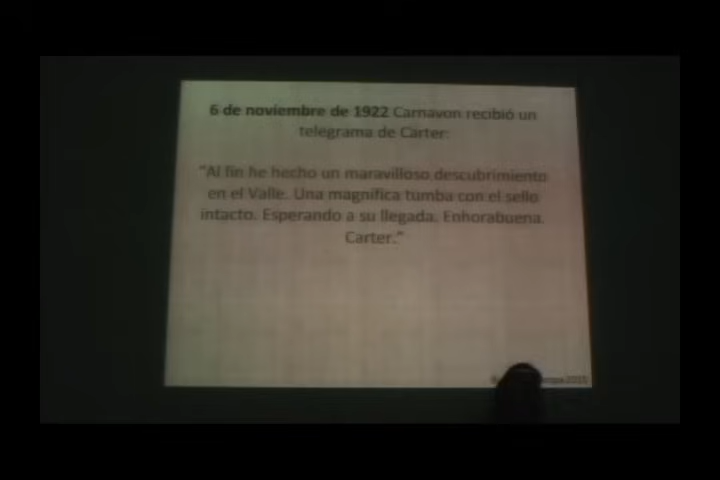 6 de noviembre de 1922 Carnavon recibió un
telegrama de Carter:
"Al fin he hecho un maravilloso descubrimiento
en el Valle. Una magnífica tumba con el sello
intacto. Esperando a su llegada. Enhorabuena.
Carter."